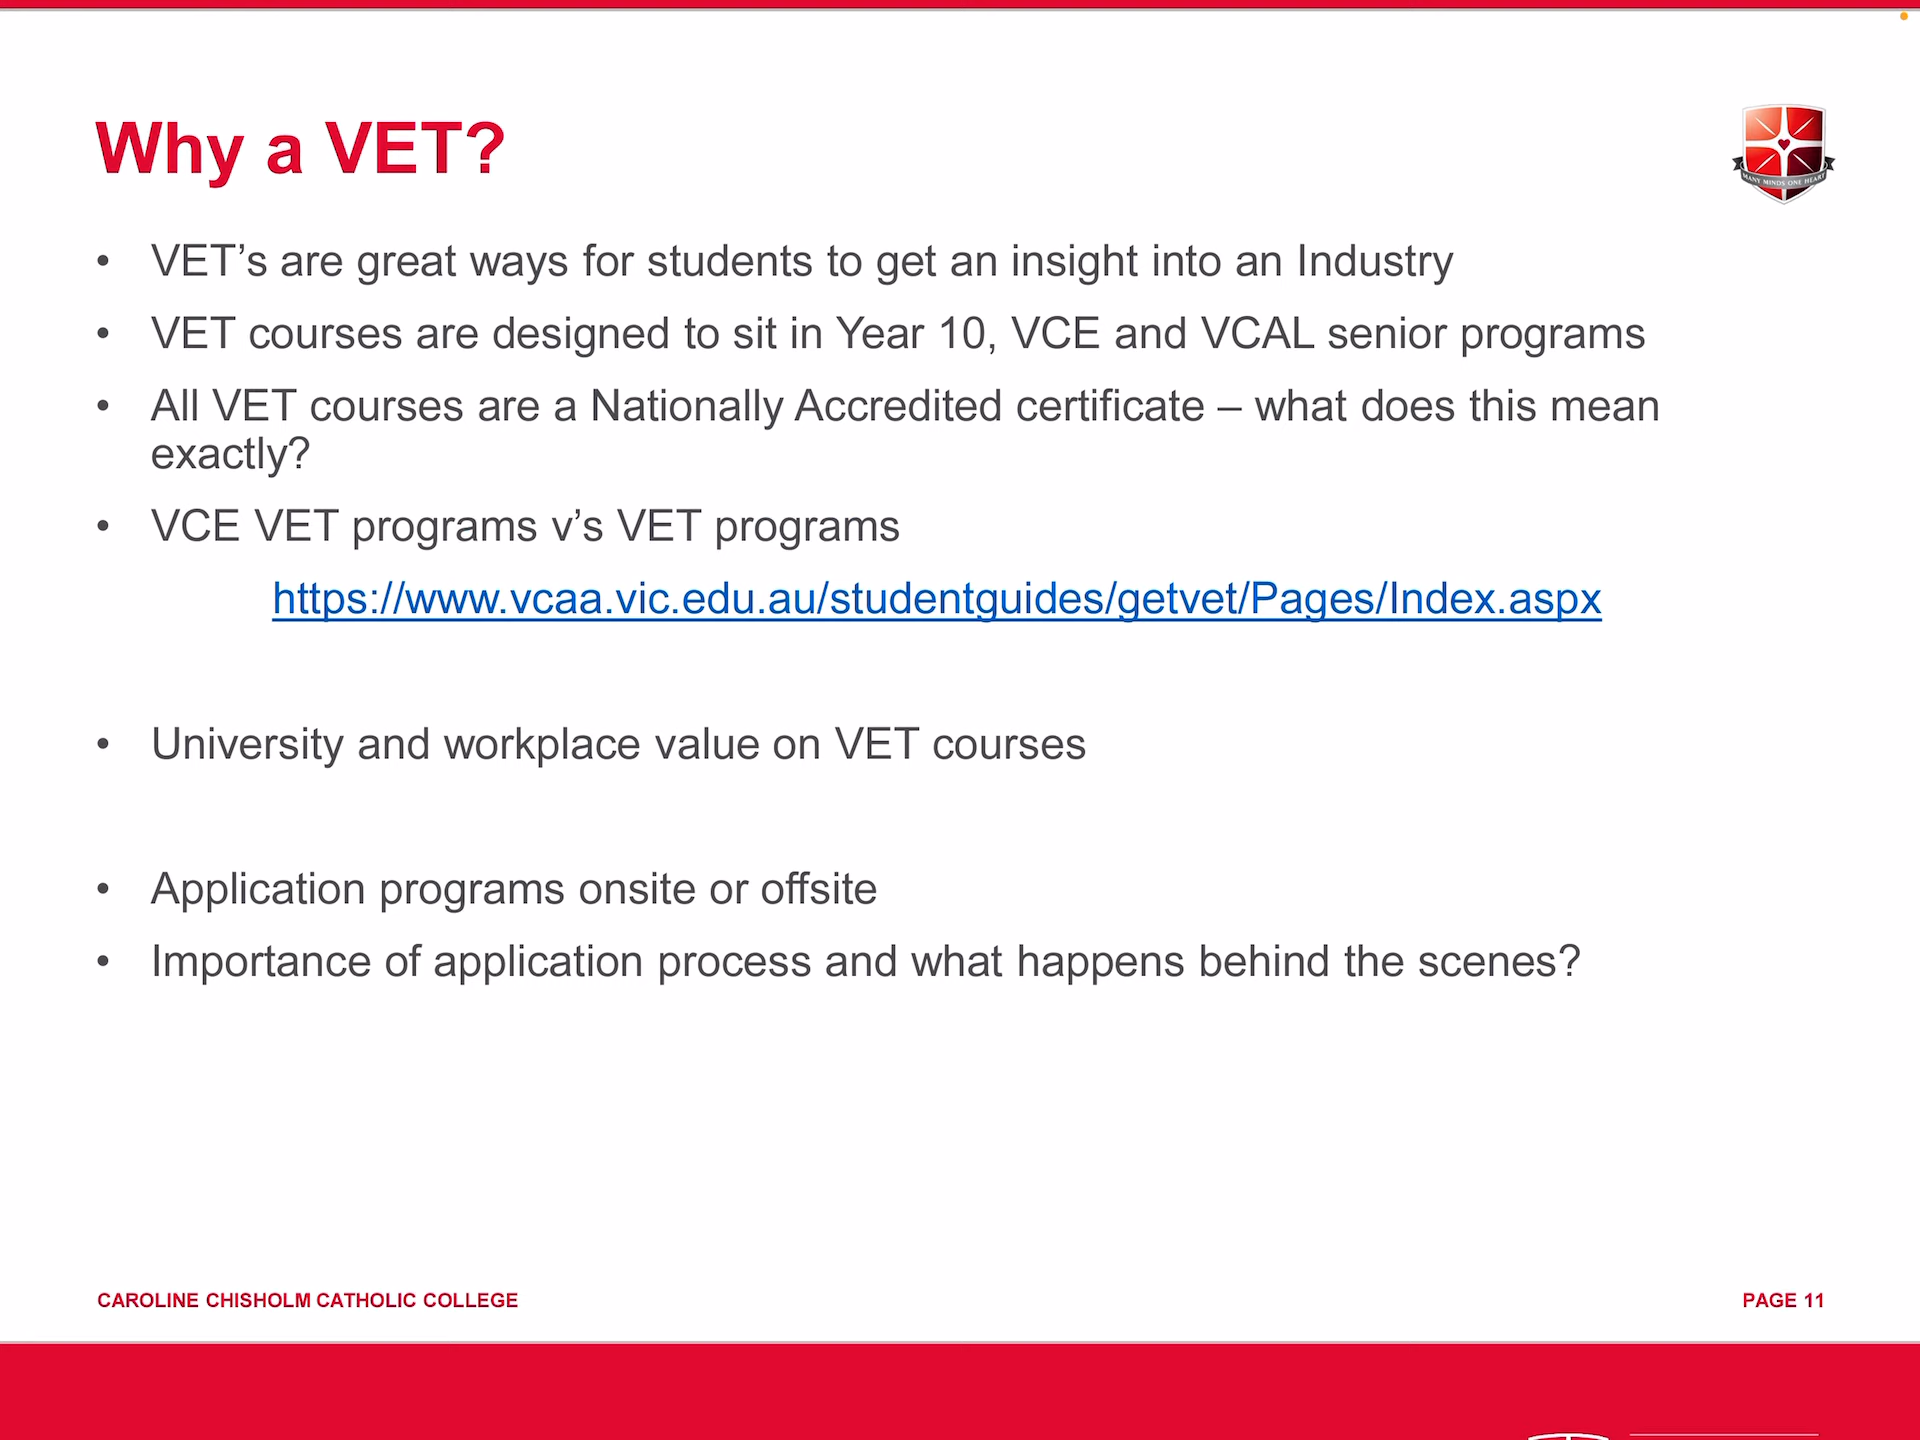 Why a VET?
MANY MINDS ONE HEART
• VET’s are great ways for students to get an insight into an Industry
• VET courses are designed to sit in Year 10, VCE and VCAL senior programs
• All VET courses are a Nationally Accredited certificate – what does this mean
exactly?
• VCE VET programs v’s VET programs
https://www.vcaa.vic.edu.au/studentguides/getvet/Pages/Index.aspx
• University and workplace value on VET courses
• Application programs onsite or offsite
• Importance of application process and what happens behind the scenes?
CAROLINE CHISHOLM CATHOLIC COLLEGE
PAGE 11